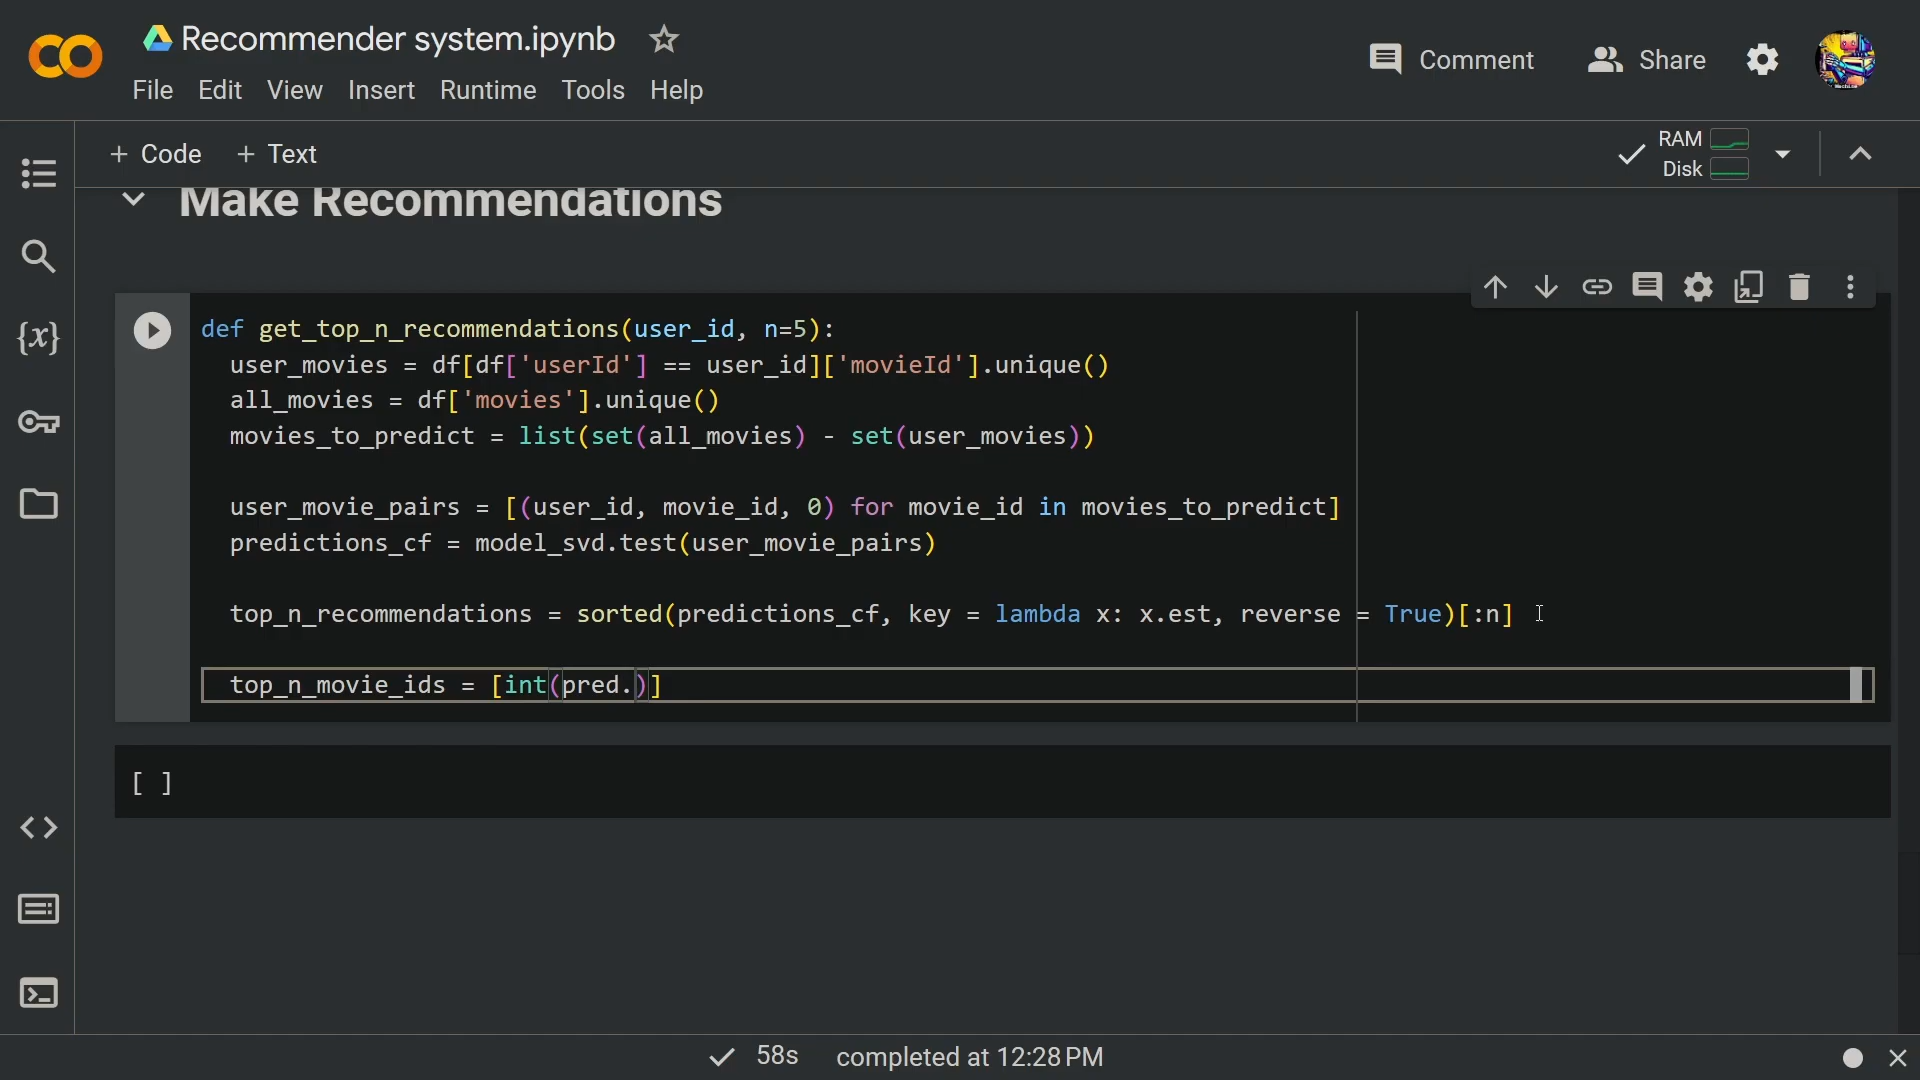 Recommender system.ipynb
File Edit View Insert Runtime Tools Help
Comment Share
+ Code + Text
RAM
Disk
Make Recommendations
{x}
def get_top_n_recommendations(user_id, n=5):
  user_movies = df[df['userId'] == user_id]['movieId'].unique()
  all_movies = df['movies'].unique()
  movies_to_predict = list(set(all_movies) - set(user_movies))
  user_movie_pairs = [(user_id, movie_id, 0) for movie_id in movies_to_predict]
  predictions_cf = model_svd.test(user_movie_pairs)
  top_n_recommendations = sorted(predictions_cf, key = lambda x: x.est, reverse = True)[:n]
  top_n_movie_ids = [int(pred.)]
[ ]
58s completed at 12:28 PM